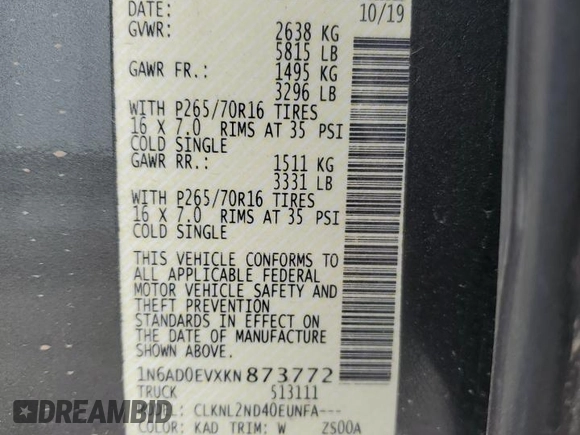 DATE: 10/19
GVWR: 2638 KG
5815 LB
GAWR FR.: 1495 KG
3296 LB
WITH P265/70R16 TIRES
16 X 7.0 RIMS AT 35 PSI
COLD SINGLE
GAWR RR.: 1511 KG
3331 LB
WITH P265/70R16 TIRES
16 X 7.0 RIMS AT 35 PSI
COLD SINGLE
THIS VEHICLE CONFORMS TO
ALL APPLICABLE FEDERAL
MOTOR VEHICLE SAFETY AND
THEFT PREVENTION
STANDARDS IN EFFECT ON
THE DATE OF MANUFACTURE
SHOWN ABOVE.
1N6AD0EVXKN873772
TRUCK 513111
MODEL: CLKNL2ND40EUNFA---
COLOR: KAD TRIM: W ZS00A
DEALER'S AUTO AUCTION